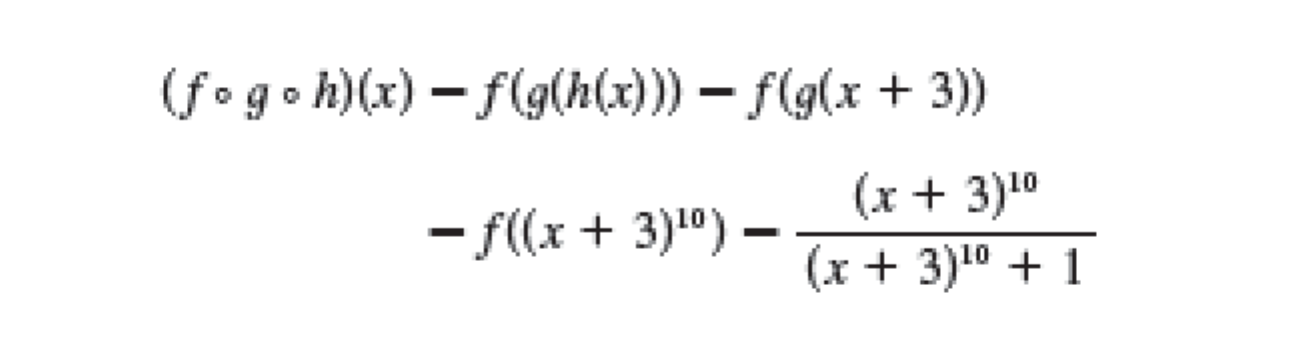 (f ∘ g ∘ h)(x) − f(g(h(x))) − f(g(x + 3))
− f((x + 3)¹⁰) − (x + 3)¹⁰ / ((x + 3)¹⁰ + 1)